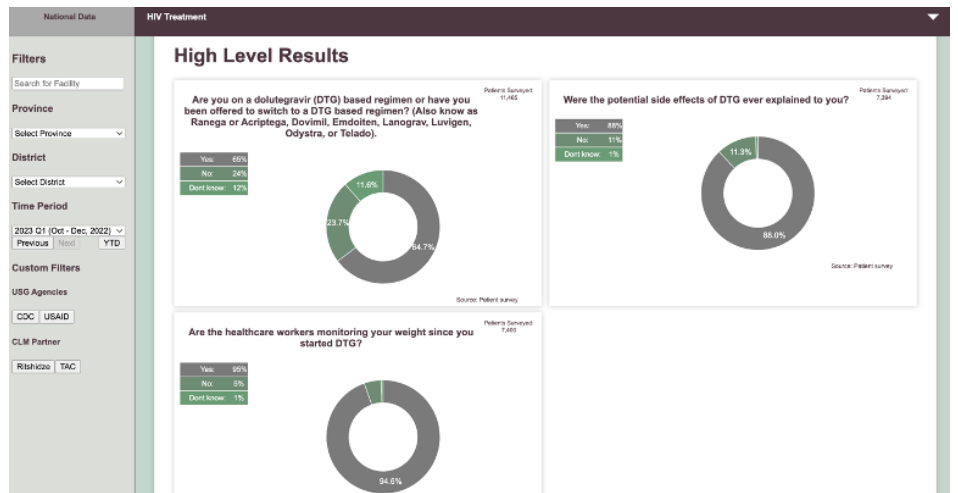 National Data
HIV Treatment
Filters
Search for Facility
Province
Select Province
District
Select District
Time Period
2023 Q1 (Oct - Dec, 2022)
Previous
Next
YTD
Custom Filters
USG Agencies
CDC
USAID
CLM Partner
Ritshidze
TAC
High Level Results
Patients Surveyed:
11,465
Are you on a dolutegravir (DTG) based regimen or have you
been offered to switch to a DTG based regimen? (Also know as
Ranega or Acriptega, Dovimil, Emdoiten, Lanograv, Luvigen,
Odystra, or Telado).
Yes: 65%
No: 24%
Dont know: 12%
11.6%
23.7%
64.7%
Source: Patient survey
Patients Surveyed:
7,394
Were the potential side effects of DTG ever explained to you?
Yes: 88%
No: 11%
Dont know: 1%
11.3%
88.0%
Source: Patient survey
Patients Surveyed:
Are the healthcare workers monitoring your weight since you
started DTG?
Yes: 95%
No: 5%
Dont know: 1%
94.6%